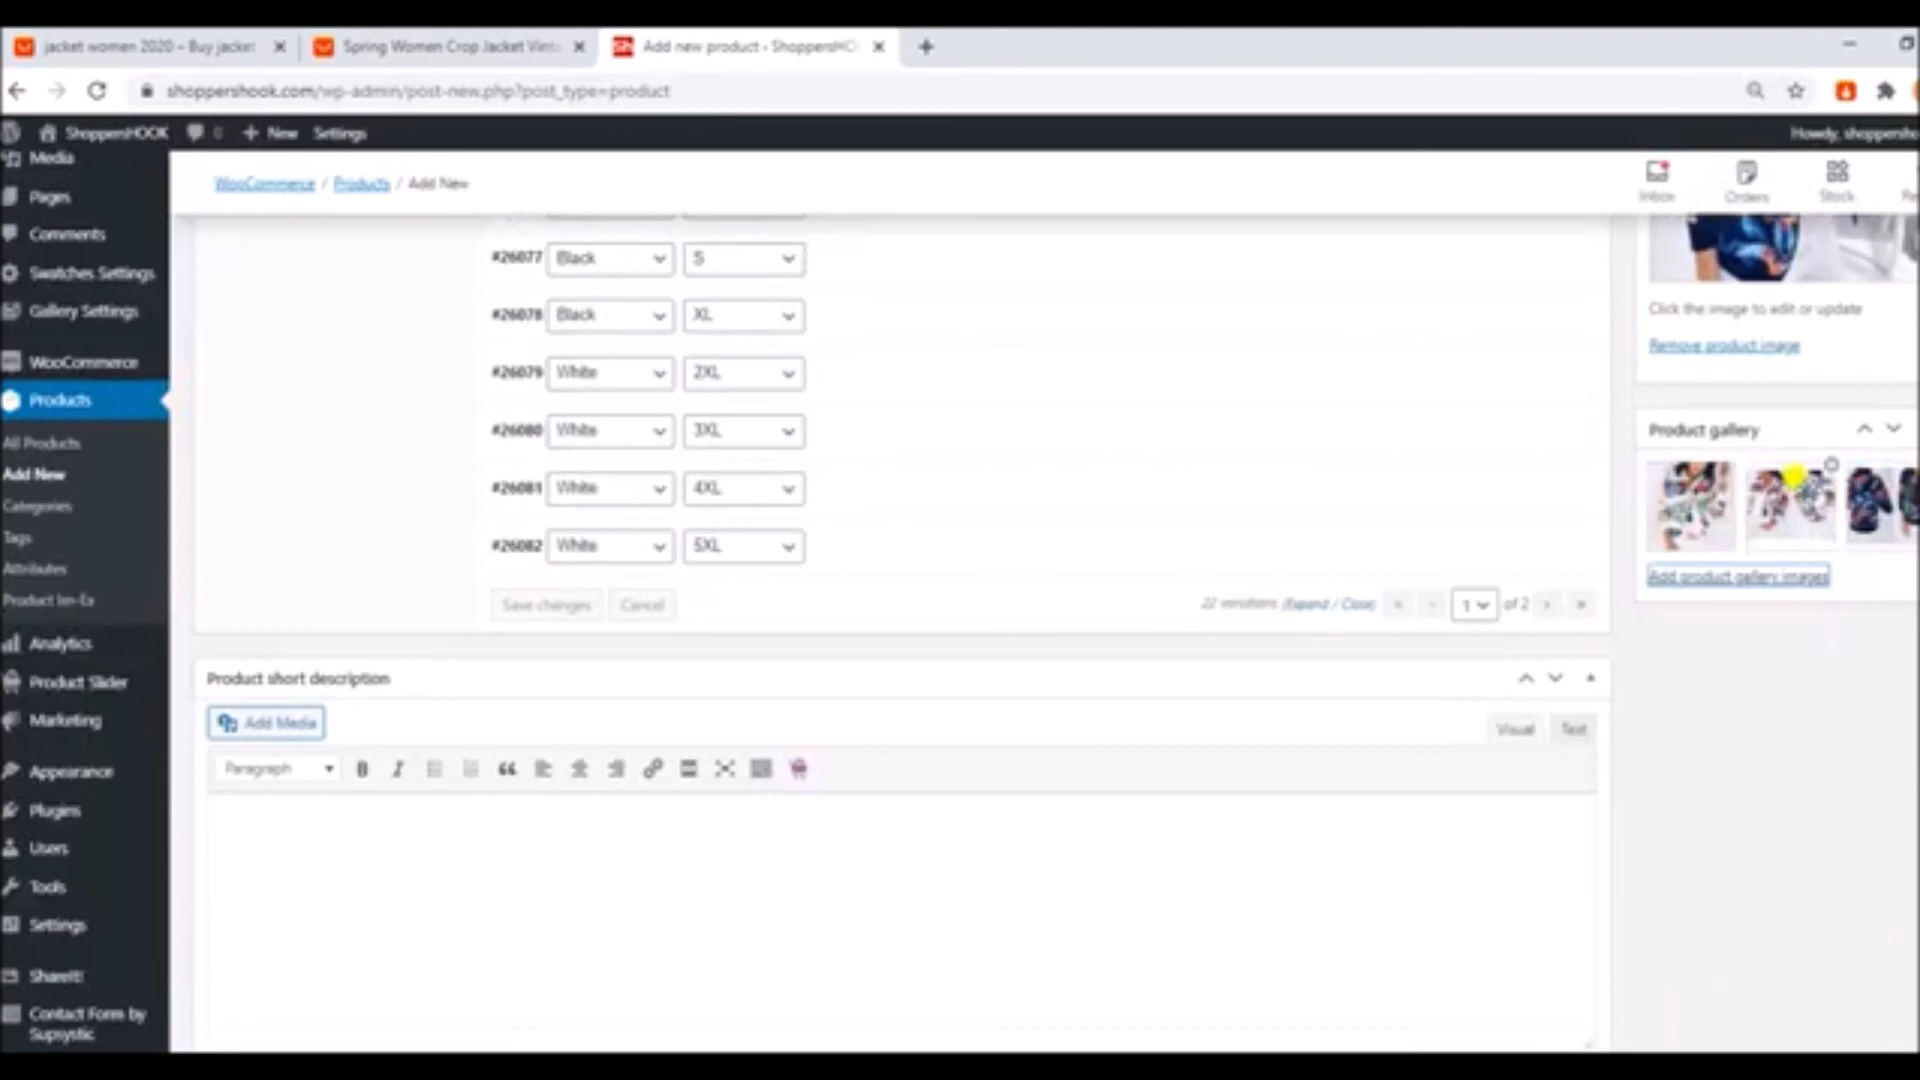 jacket women 2020 – Buy jacket
Spring Women Crop Jacket Vint
Add new product ‹ ShoppersHO
shoppershook.com/wp-admin/post-new.php?post_type=product
ShoppersHOOK 0 + New Settings
Howdy, shoppersho
Media
Pages
Comments
Swatches Settings
Gallery Settings
WooCommerce
Products
All Products
Add New
Categories
Tags
Attributes
Product Im-Ex
Analytics
Product Slider
Marketing
Appearance
Plugins
Users
Tools
Settings
ShareIt!
Contact Form by
Supsystic
WooCommerce / Products / Add New
Inbox
Orders
Stock
Re
#26077 Black S
#26078 Black XL
#26079 White 2XL
#26080 White 3XL
#26081 White 4XL
#26082 White 5XL
Save changes Cancel
22 variations (Expand / Close) « ‹ 1 of 2 › »
Product short description
Add Media
Visual Text
Paragraph B I
Click the image to edit or update
Remove product image
Product gallery
Add product gallery images